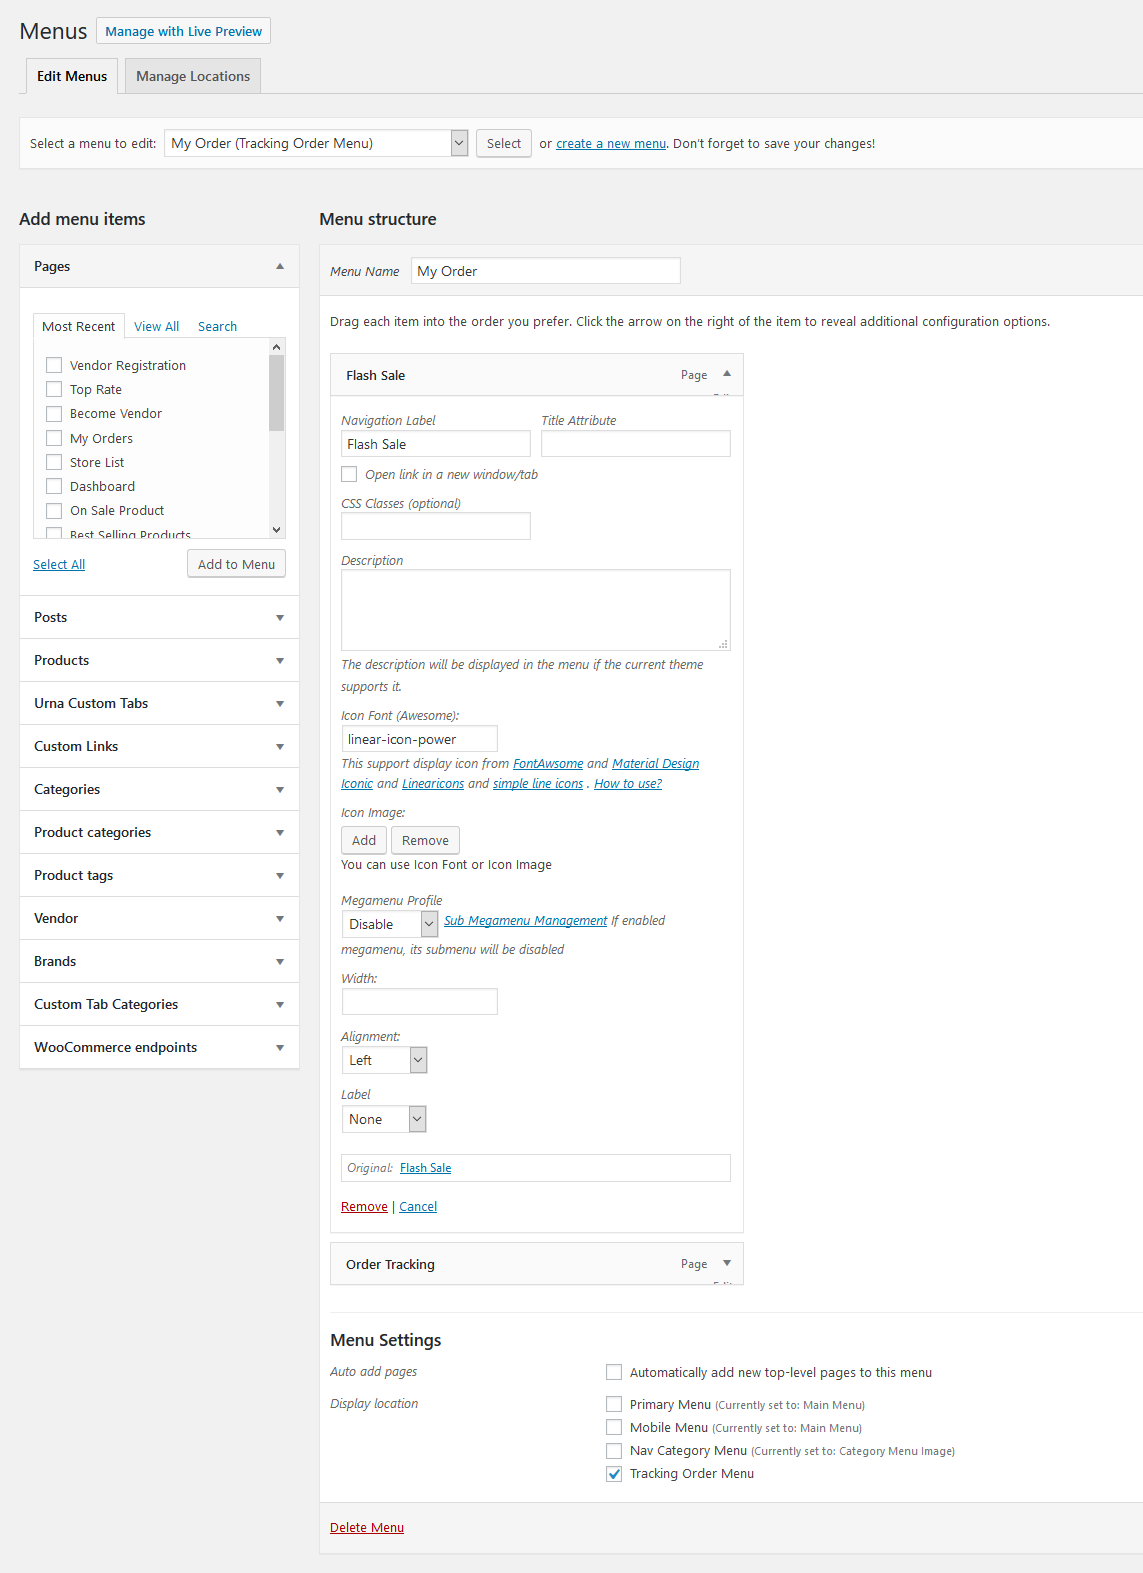 Menus Manage with Live Preview
Edit Menus Manage Locations
Select a menu to edit: My Order (Tracking Order Menu) Select or create a new menu. Don't forget to save your changes!
Add menu items
Pages
Most Recent View All Search
Vendor Registration
Top Rate
Become Vendor
My Orders
Store List
Dashboard
On Sale Product
Best Selling Products
Select All Add to Menu
Posts
Products
Urna Custom Tabs
Custom Links
Categories
Product categories
Product tags
Vendor
Brands
Custom Tab Categories
WooCommerce endpoints
Menu structure
Menu Name My Order
Drag each item into the order you prefer. Click the arrow on the right of the item to reveal additional configuration options.
Flash Sale Page
Navigation Label Title Attribute
Flash Sale
Open link in a new window/tab
CSS Classes (optional)
Description
The description will be displayed in the menu if the current theme
supports it.
Icon Font (Awesome):
linear-icon-power
This support display icon from FontAwsome and Material Design
Iconic and Linearicons and simple line icons . How to use?
Icon Image:
Add Remove
You can use Icon Font or Icon Image
Megamenu Profile
Disable Sub Megamenu Management If enabled
megamenu, its submenu will be disabled
Width:
Alignment:
Left
Label
None
Original: Flash Sale
Remove | Cancel
Order Tracking Page
Menu Settings
Auto add pages Automatically add new top-level pages to this menu
Display location Primary Menu (Currently set to: Main Menu)
Mobile Menu (Currently set to: Main Menu)
Nav Category Menu (Currently set to: Category Menu Image)
Tracking Order Menu
Delete Menu